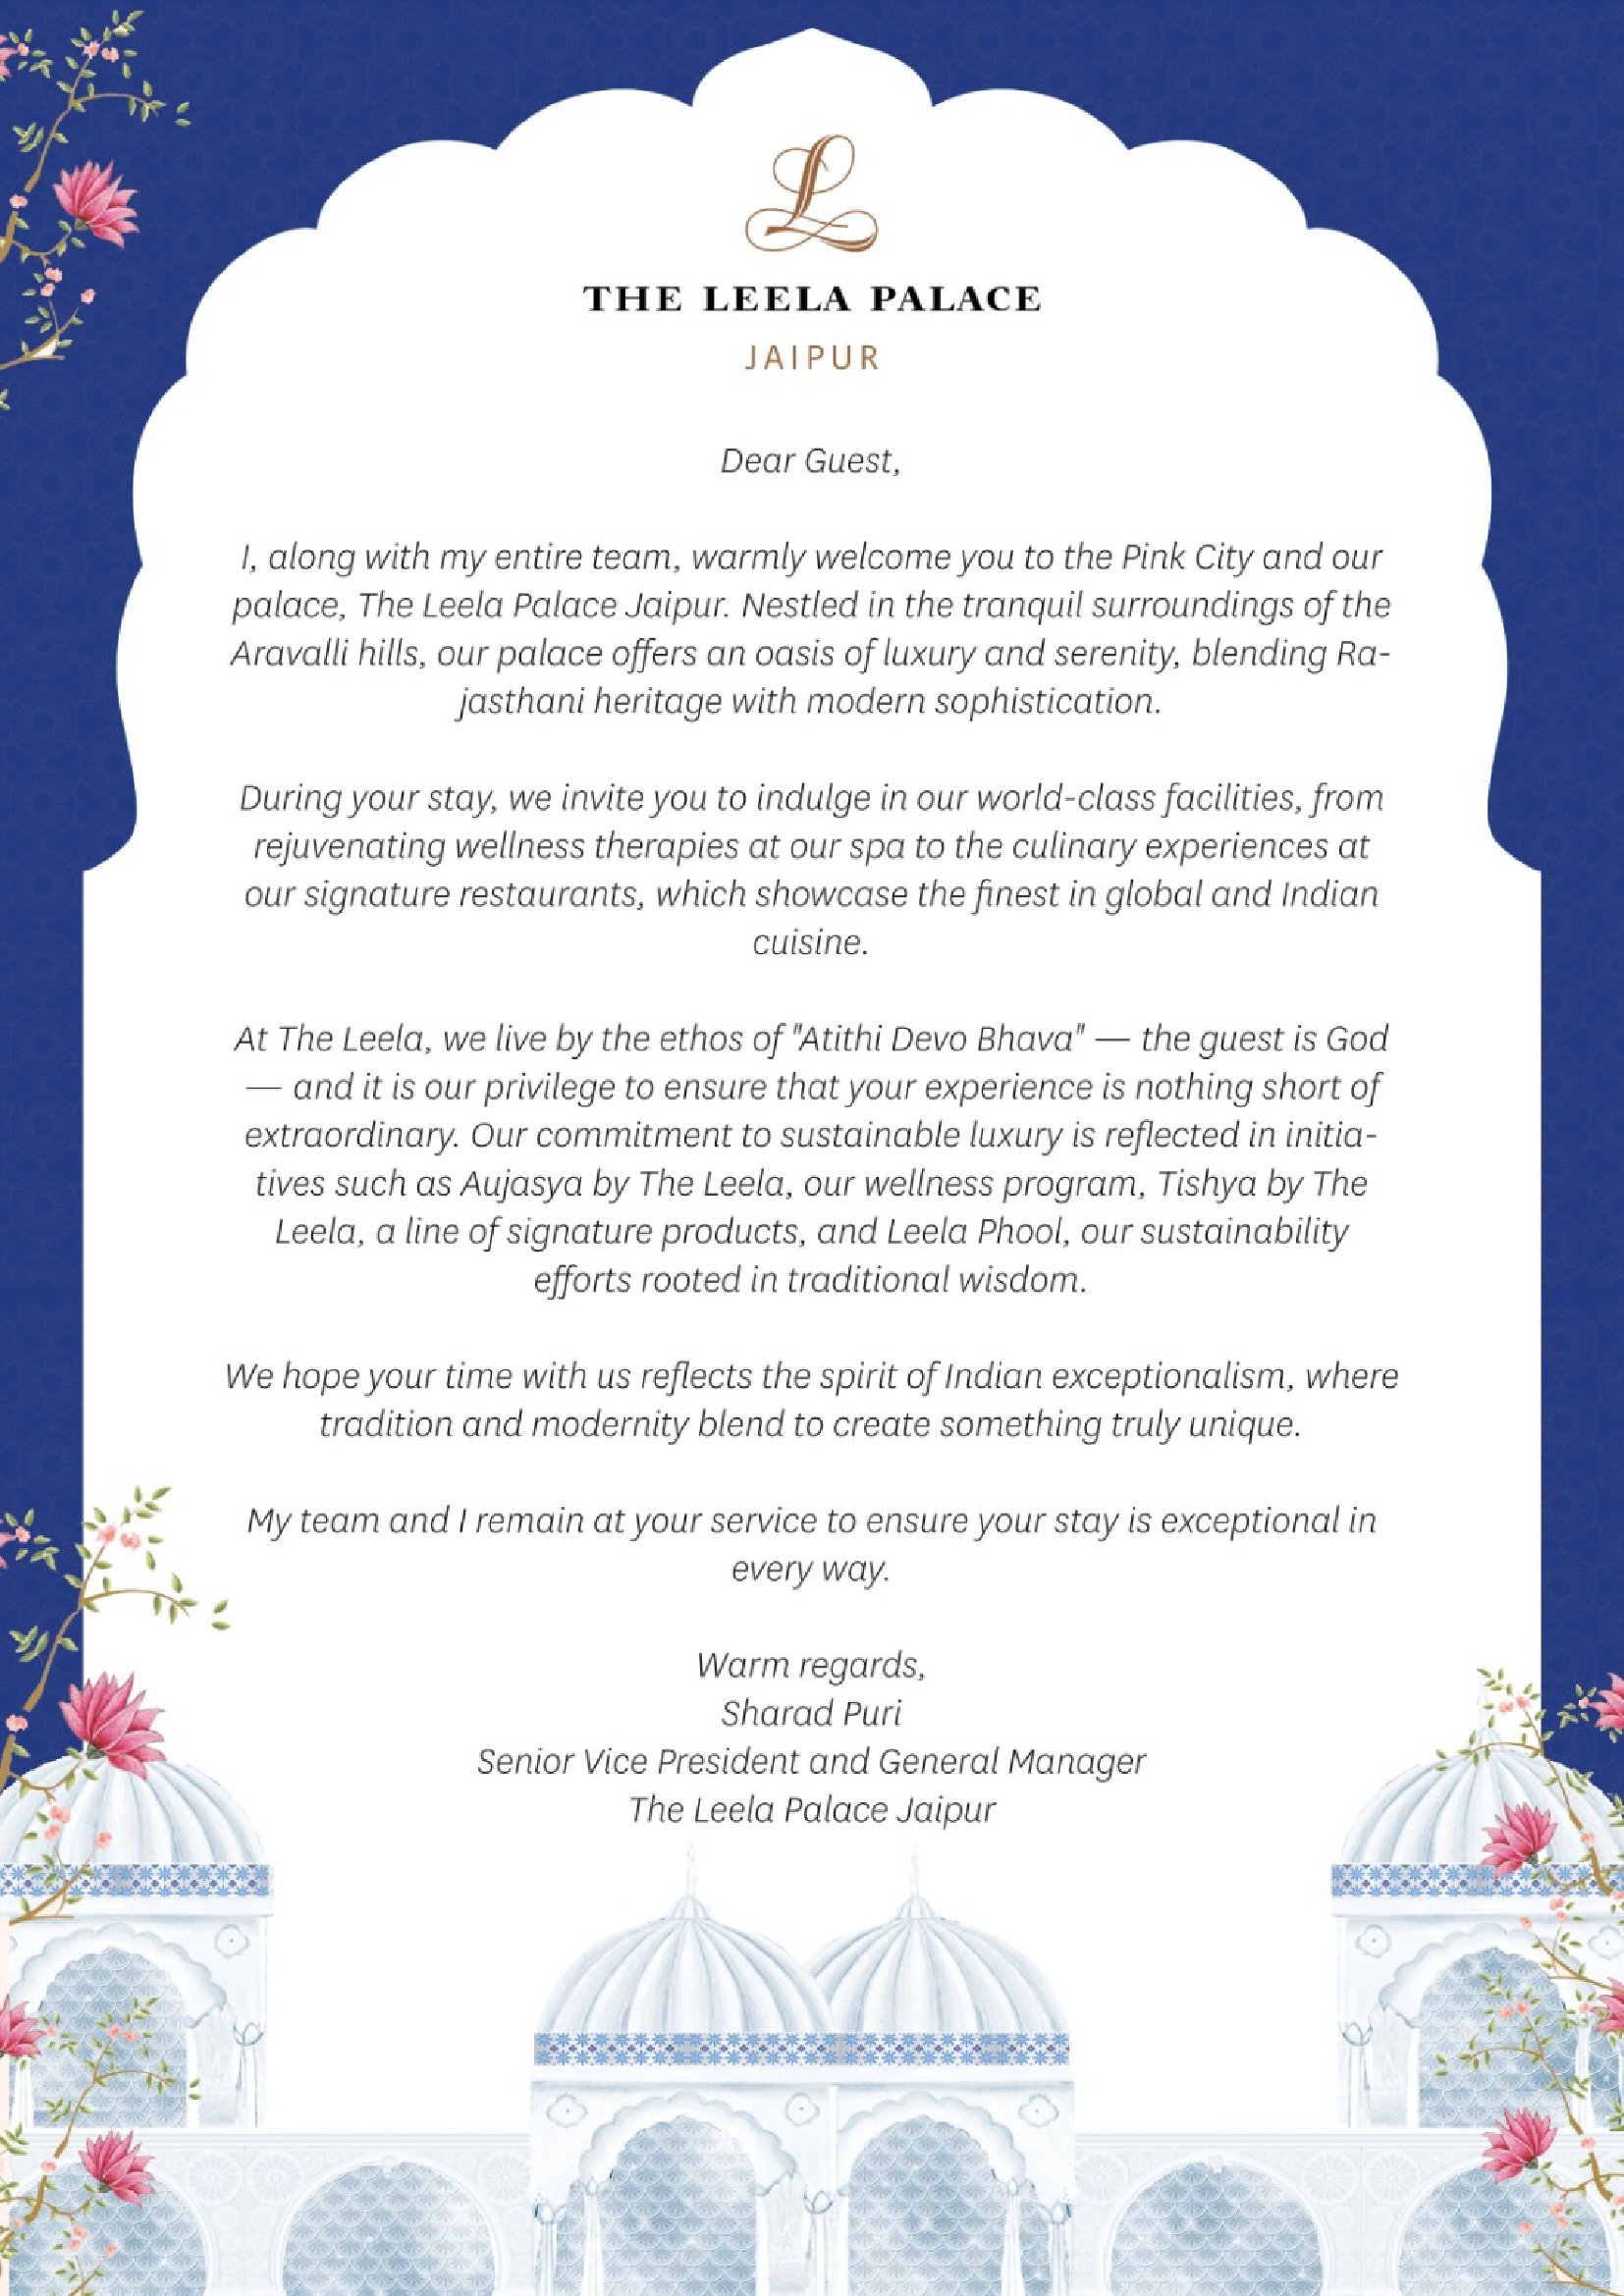 L
THE LEELA PALACE
JAIPUR
Dear Guest,
I, along with my entire team, warmly welcome you to the Pink City and our
palace, The Leela Palace Jaipur. Nestled in the tranquil surroundings of the
Aravalli hills, our palace offers an oasis of luxury and serenity, blending Ra-
jasthani heritage with modern sophistication.
During your stay, we invite you to indulge in our world-class facilities, from
rejuvenating wellness therapies at our spa to the culinary experiences at
our signature restaurants, which showcase the finest in global and Indian
cuisine.
At The Leela, we live by the ethos of "Atithi Devo Bhava" — the guest is God
— and it is our privilege to ensure that your experience is nothing short of
extraordinary. Our commitment to sustainable luxury is reflected in initia-
tives such as Aujasya by The Leela, our wellness program, Tishya by The
Leela, a line of signature products, and Leela Phool, our sustainability
efforts rooted in traditional wisdom.
We hope your time with us reflects the spirit of Indian exceptionalism, where
tradition and modernity blend to create something truly unique.
My team and I remain at your service to ensure your stay is exceptional in
every way.
Warm regards,
Sharad Puri
Senior Vice President and General Manager
The Leela Palace Jaipur